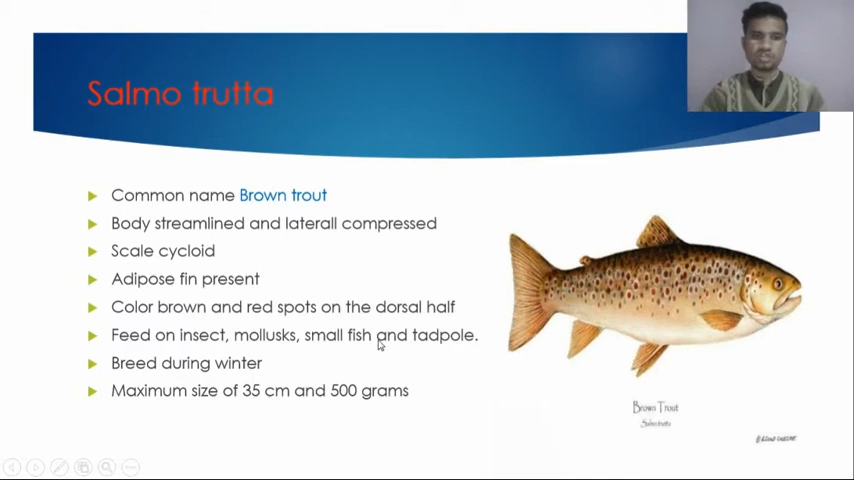 Salmo trutta
Common name Brown trout
Body streamlined and laterall compressed
Scale cycloid
Adipose fin present
Color brown and red spots on the dorsal half
Feed on insect, mollusks, small fish and tadpole.
Breed during winter
Maximum size of 35 cm and 500 grams
Brown Trout
Salmo trutta